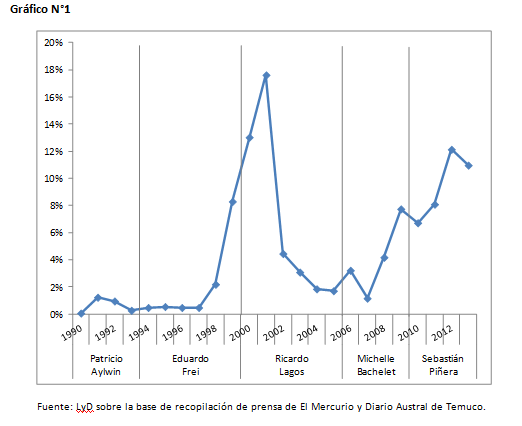 Gráfico N°1
20%
18%
16%
14%
12%
10%
8%
6%
4%
2%
0%
1990 1992 1994 1996 1998 2000 2002 2004 2006 2008 2010 2012
Patricio Eduardo Ricardo Michelle Sebastián
Aylwin Frei Lagos Bachelet Piñera
Fuente: LyD sobre la base de recopilación de prensa de El Mercurio y Diario Austral de Temuco.